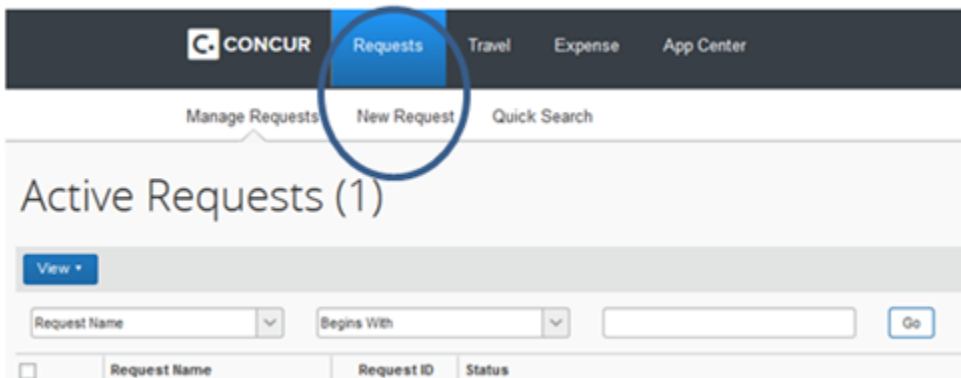 C. CONCUR Requests Travel Expense App Center
Manage Requests New Request Quick Search
Active Requests (1)
View
Request Name Begins With Go
Request Name Request ID Status